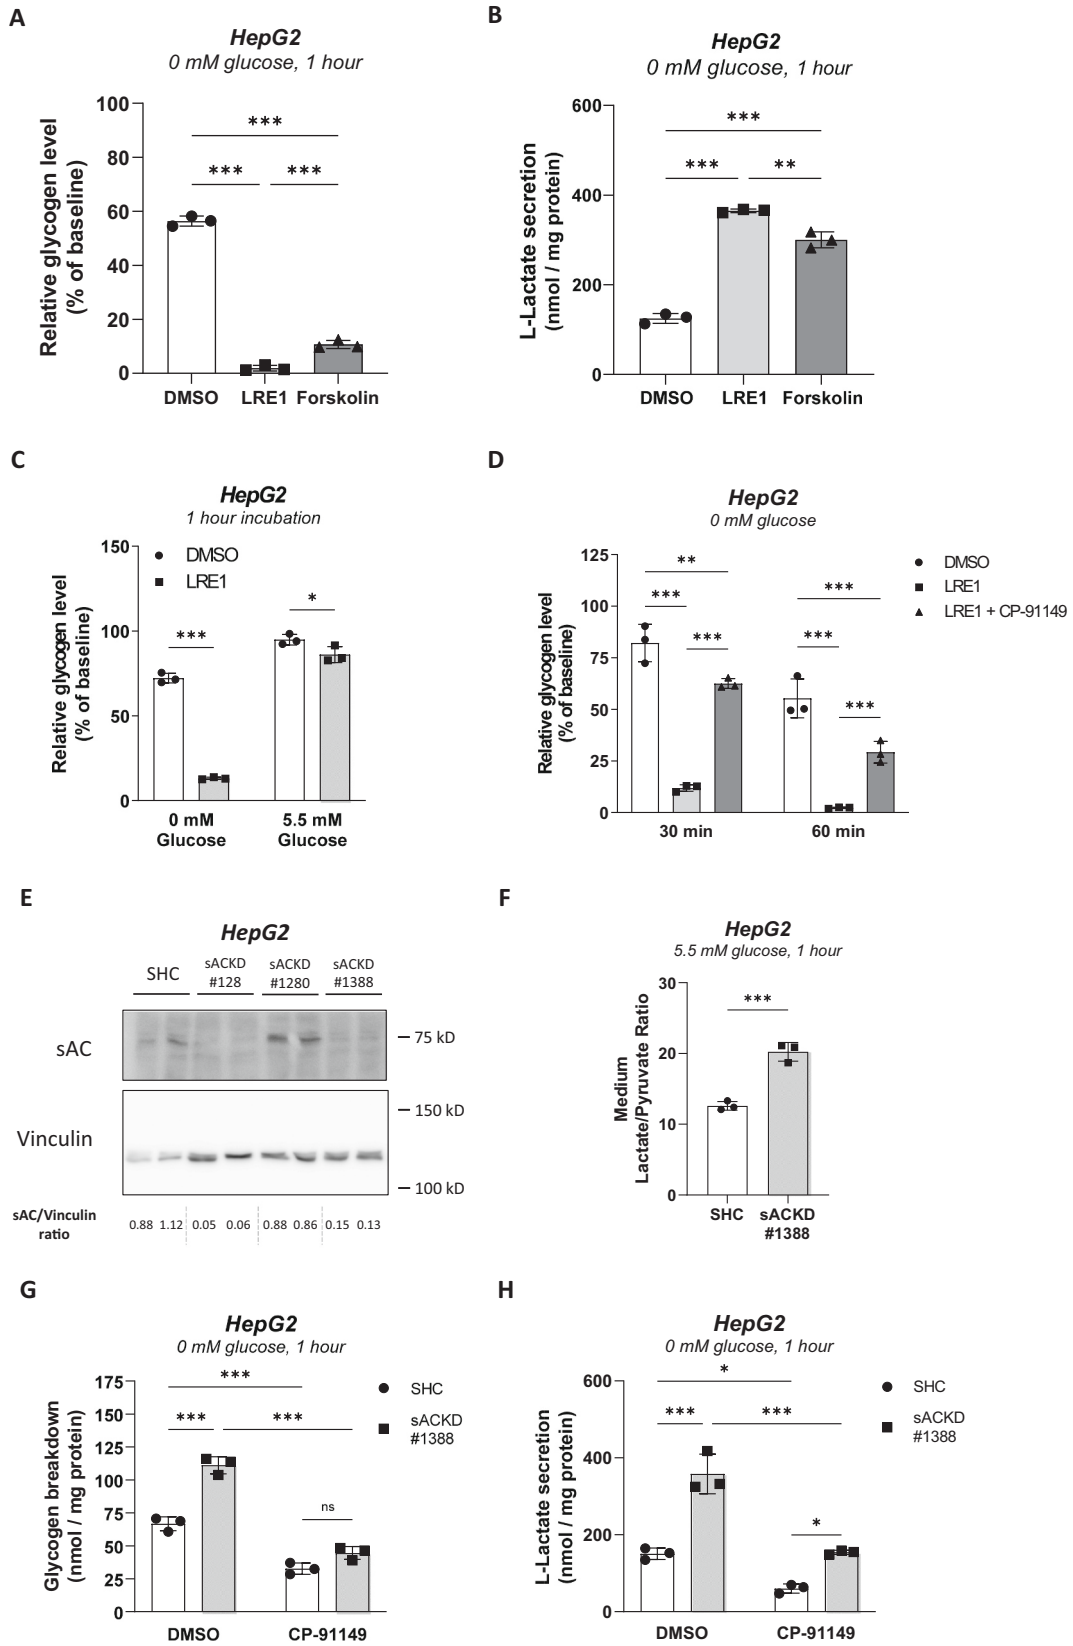 A
HepG2
0 mM glucose, 1 hour
Relative glycogen level
(% of baseline)
100
80
60
40
20
0
***
***
***
DMSO
LRE1
Forskolin
B
HepG2
0 mM glucose, 1 hour
L-Lactate secretion
(nmol / mg protein)
600
400
200
0
***
***
**
DMSO
LRE1
Forskolin
C
HepG2
1 hour incubation
Relative glycogen level
(% of baseline)
150
100
50
0
DMSO
LRE1
***
*
0 mM
Glucose
5.5 mM
Glucose
D
HepG2
0 mM glucose
Relative glycogen level
(% of baseline)
125
100
75
50
25
0
**
***
***
***
***
***
DMSO
LRE1
LRE1 + CP-91149
30 min
60 min
E
HepG2
SHC
sACKD
#128
sACKD
#1280
sACKD
#1388
sAC
75 kD
Vinculin
150 kD
100 kD
sAC/Vinculin
ratio
0.88 1.12 0.05 0.06 0.88 0.86 0.15 0.13
F
HepG2
5.5 mM glucose, 1 hour
Medium
Lactate/Pyruvate Ratio
30
20
10
0
***
SHC
sACKD
#1388
G
HepG2
0 mM glucose, 1 hour
Glycogen breakdown
(nmol / mg protein)
175
150
125
100
75
50
25
0
***
***
***
ns
SHC
sACKD
#1388
DMSO
CP-91149
H
HepG2
0 mM glucose, 1 hour
L-Lactate secretion
(nmol / mg protein)
600
400
200
0
*
***
***
*
SHC
sACKD
#1388
DMSO
CP-91149